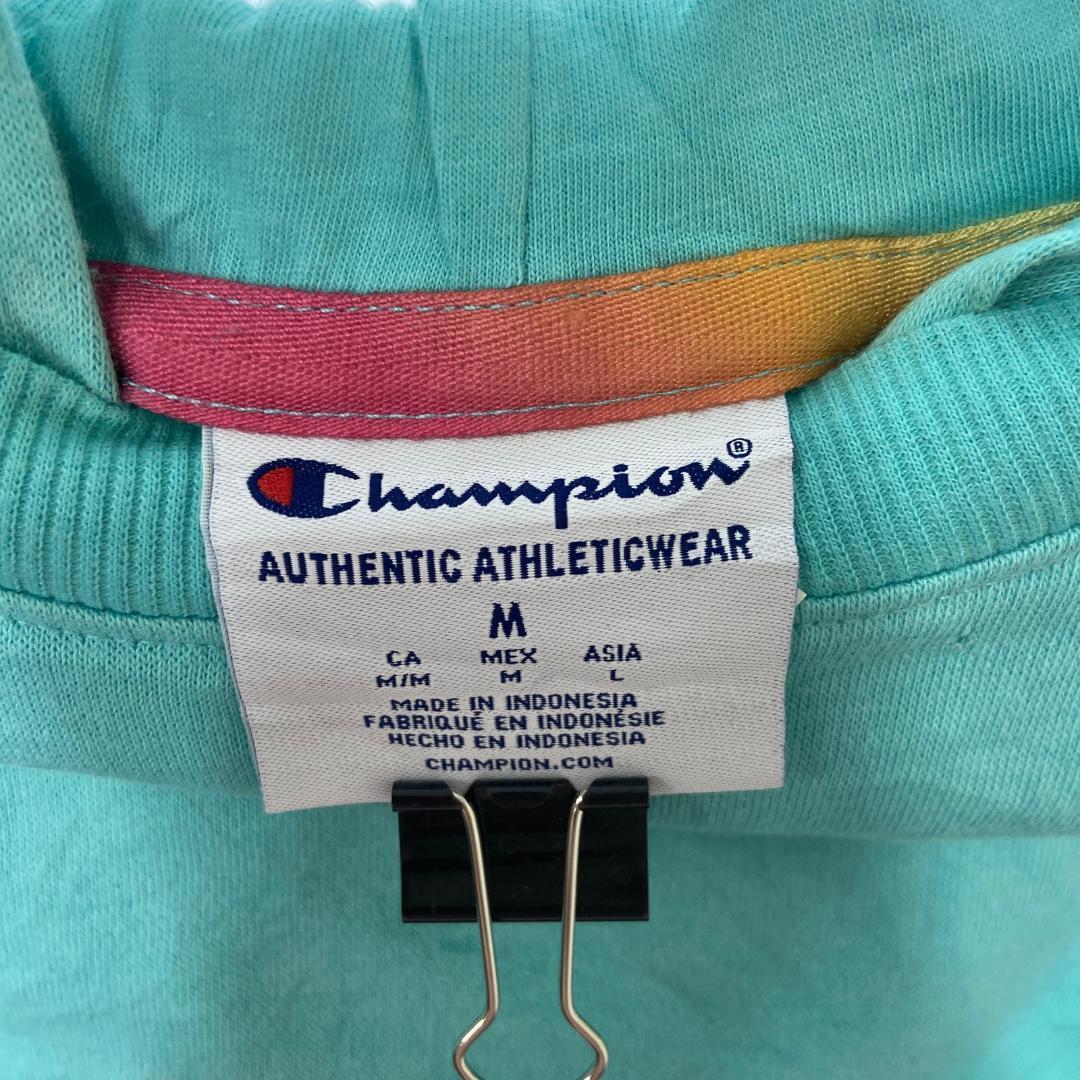 Champion®
AUTHENTIC ATHLETICWEAR
M
CA MEX ASIA
M/M M L
MADE IN INDONESIA
FABRIQUÉ EN INDONÉSIE
HECHO EN INDONESIA
CHAMPION.COM